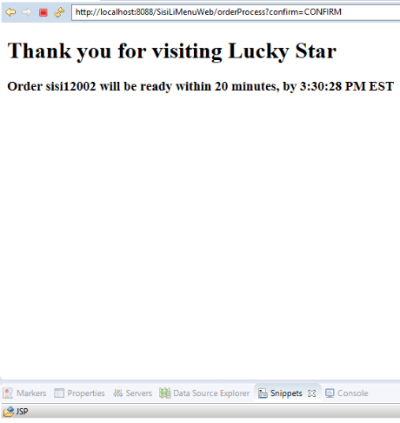 http://localhost:8088/SisiLiMenuWeb/orderProcess?confirm=CONFIRM
Thank you for visiting Lucky Star
Order sisi12002 will be ready within 20 minutes, by 3:30:28 PM EST
Markers Properties Servers Data Source Explorer Snippets Console
JSP